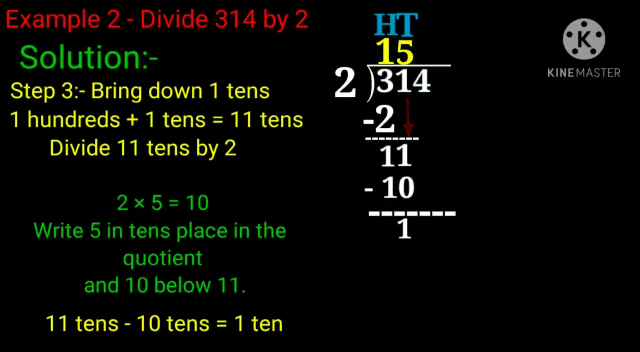 Example 2 - Divide 314 by 2
Solution:-
Step 3:- Bring down 1 tens
1 hundreds + 1 tens = 11 tens
Divide 11 tens by 2
2 × 5 = 10
Write 5 in tens place in the
quotient
and 10 below 11.
11 tens - 10 tens = 1 ten
HT
15
2 )314
-2
--------
11
- 10
-------
1
K
KINEMASTER